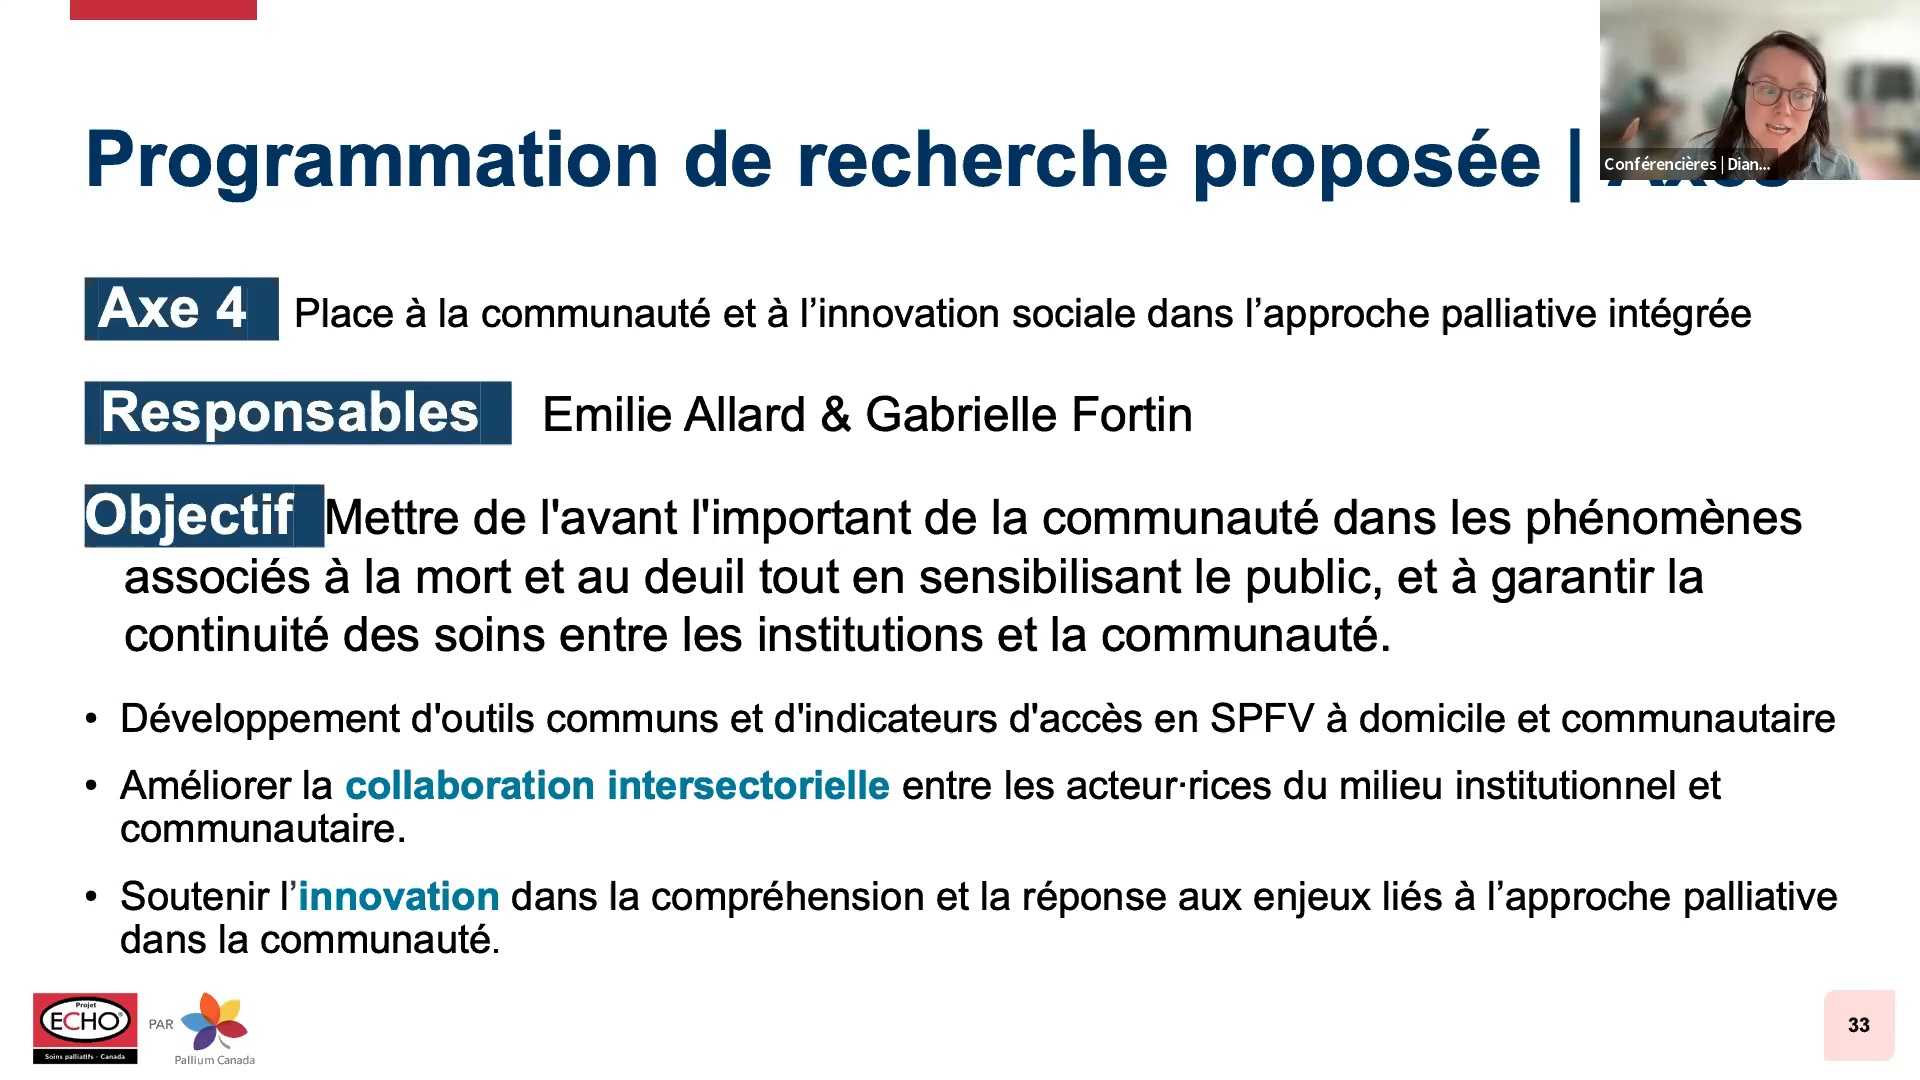 Programmation de recherche proposée |
Conférencières | Dian...
Axe 4 Place à la communauté et à l’innovation sociale dans l’approche palliative intégrée
Responsables Emilie Allard & Gabrielle Fortin
Objectif Mettre de l'avant l'important de la communauté dans les phénomènes
associés à la mort et au deuil tout en sensibilisant le public, et à garantir la
continuité des soins entre les institutions et la communauté.
• Développement d'outils communs et d'indicateurs d'accès en SPFV à domicile et communautaire
• Améliorer la collaboration intersectorielle entre les acteur·rices du milieu institutionnel et
communautaire.
• Soutenir l’innovation dans la compréhension et la réponse aux enjeux liés à l’approche palliative
dans la communauté.
Projet
ECHO®
Soins palliatifs - Canada
PAR
Pallium Canada
33